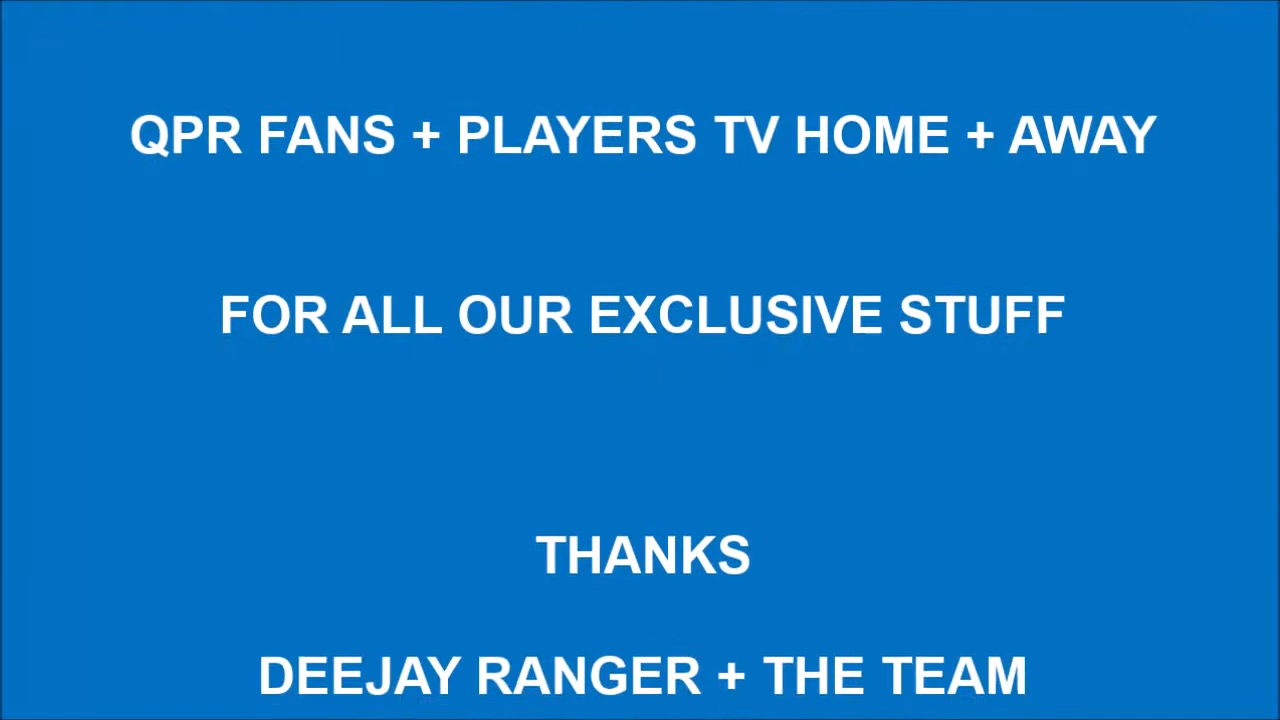 QPR FANS + PLAYERS TV HOME + AWAY
FOR ALL OUR EXCLUSIVE STUFF
THANKS
DEEJAY RANGER + THE TEAM